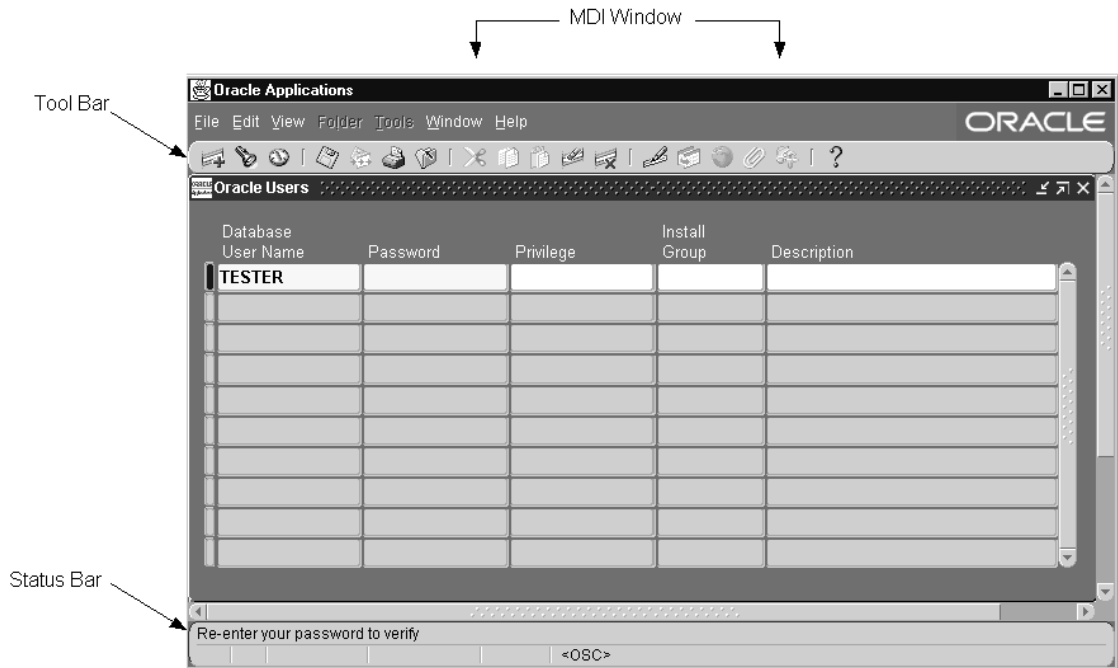 MDI Window
Tool Bar
Oracle Applications
File Edit View Folder Tools Window Help
ORACLE
Oracle Users
Database
User Name
Password
Privilege
Install
Group
Description
TESTER
Status Bar
Re-enter your password to verify
<OSC>